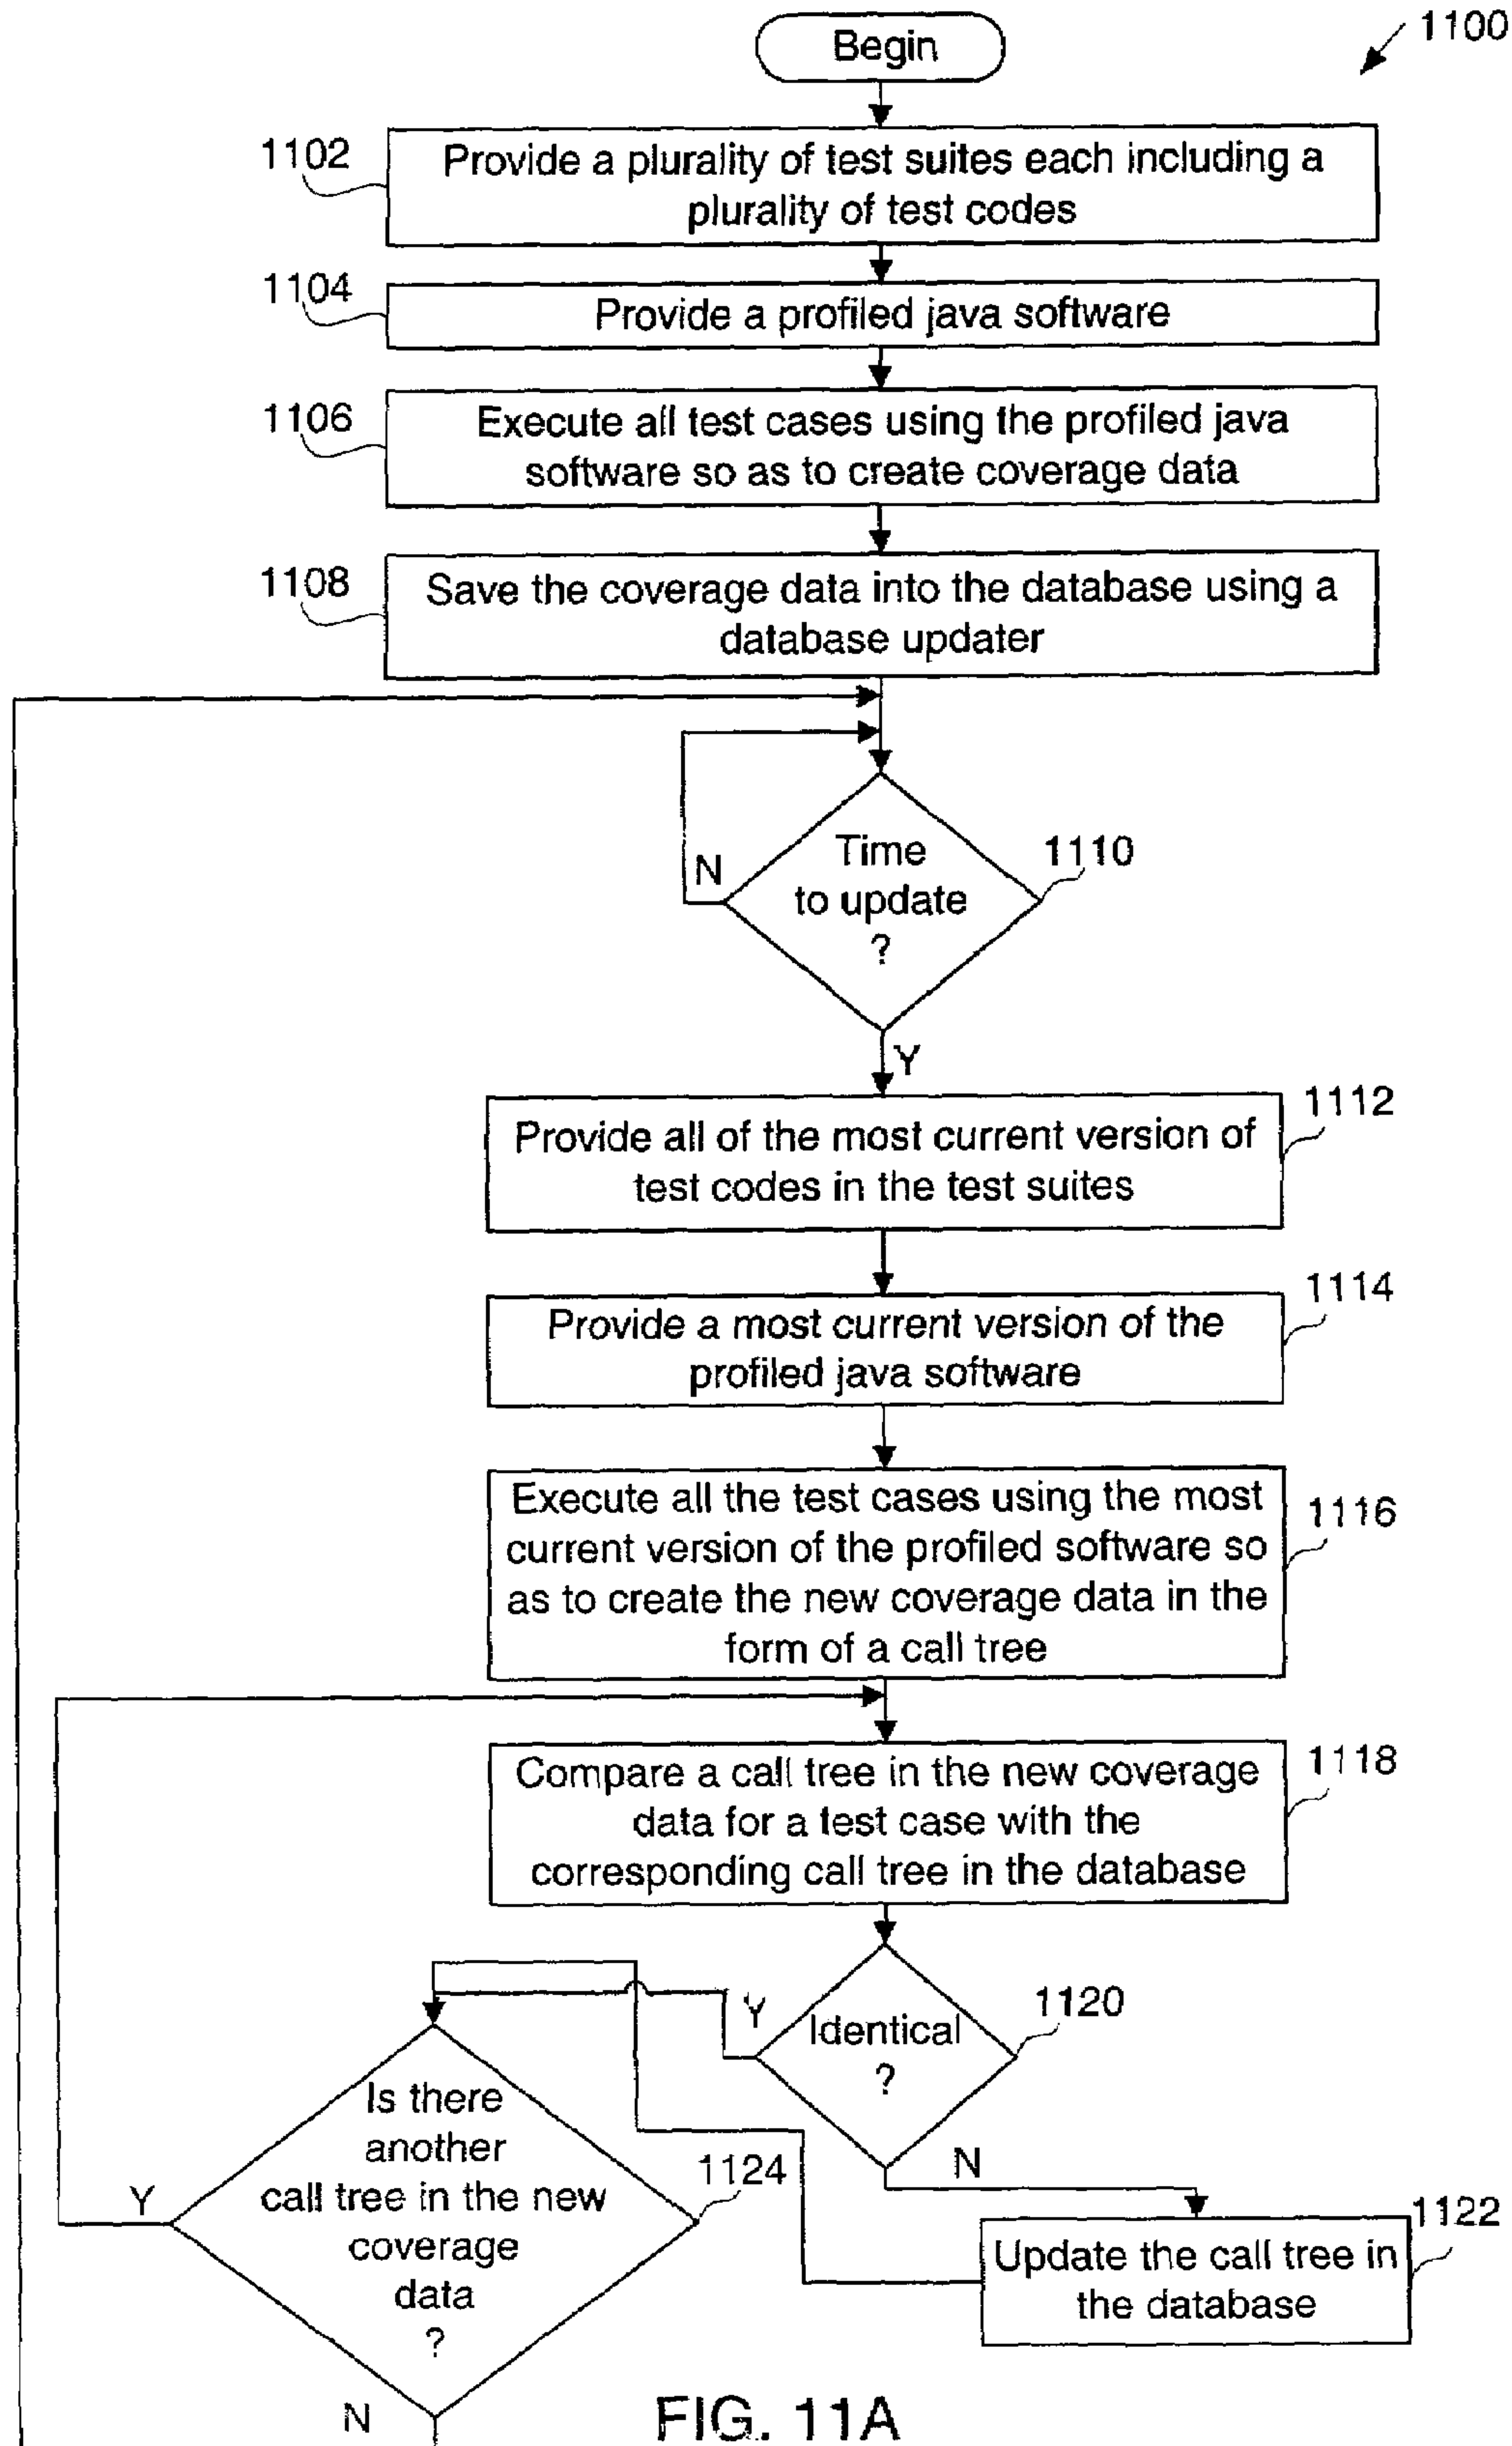 1100
Begin
1102
Provide a plurality of test suites each including a
plurality of test codes
1104
Provide a profiled java software
1106
Execute all test cases using the profiled java
software so as to create coverage data
1108
Save the coverage data into the database using a
database updater
Time
to update
?
1110
N
Y
1112
Provide all of the most current version of
test codes in the test suites
1114
Provide a most current version of the
profiled java software
1116
Execute all the test cases using the most
current version of the profiled software so
as to create the new coverage data in the
form of a call tree
1118
Compare a call tree in the new coverage
data for a test case with the
corresponding call tree in the database
1120
Identical
?
Y
N
1122
Update the call tree in
the database
1124
Is there
another
call tree in the new
coverage
data
?
Y
N
FIG. 11A